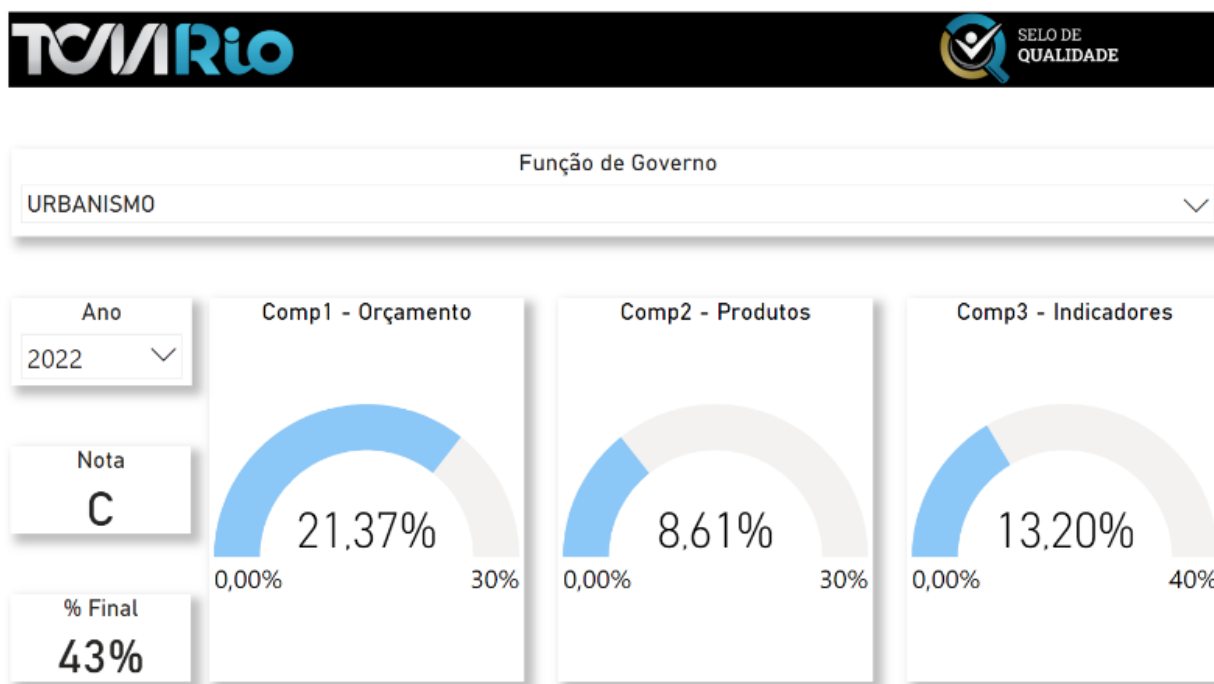 TCMRio
SELO DE
QUALIDADE
Função de Governo
URBANISMO
Ano
2022
Nota
C
% Final
43%
Comp1 - Orçamento
21,37%
0,00% 30%
Comp2 - Produtos
8,61%
0,00% 30%
Comp3 - Indicadores
13,20%
0,00% 40%